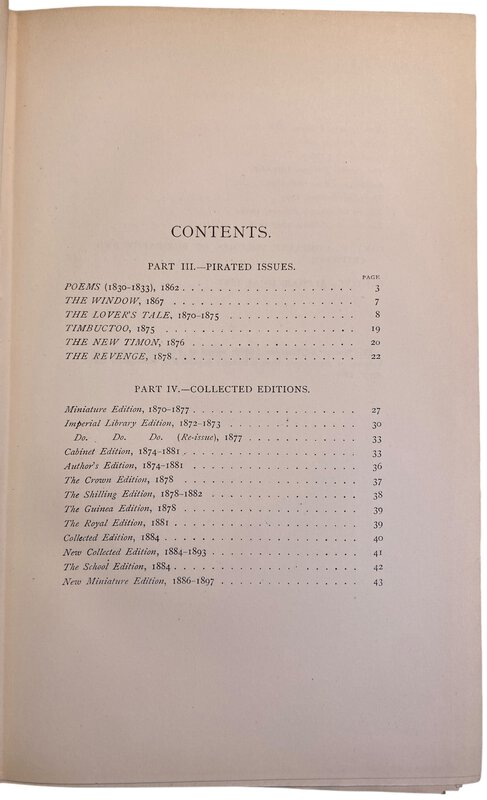 CONTENTS.
PART III.—PIRATED ISSUES.
PAGE
POEMS (1830–1833), 1862 . . . . . . . . . . . . . . . . . 3
THE WINDOW, 1867 . . . . . . . . . . . . . . . . . 7
THE LOVER'S TALE, 1870–1875 . . . . . . . . . . . . . 8
TIMBUCTOO, 1875 . . . . . . . . . . . . . . . . . 19
THE NEW TIMON, 1876 . . . . . . . . . . . . . . . . 20
THE REVENGE, 1878 . . . . . . . . . . . . . . . . . 22
PART IV.—COLLECTED EDITIONS.
Miniature Edition, 1870–1877 . . . . . . . . . . . . . . . 27
Imperial Library Edition, 1872–1873 . . . . . . . . . . . . 30
Do. Do. Do. (Re-issue), 1877 . . . . . . . . . . 33
Cabinet Edition, 1874–1881 . . . . . . . . . . . . . . . . 33
Author's Edition, 1874–1881 . . . . . . . . . . . . . . . 36
The Crown Edition, 1878 . . . . . . . . . . . . . . . . 37
The Shilling Edition, 1878–1882 . . . . . . . . . . . . . . 38
The Guinea Edition, 1878 . . . . . . . . . . . . . . . . 39
The Royal Edition, 1881 . . . . . . . . . . . . . . . . 39
Collected Edition, 1884 . . . . . . . . . . . . . . . . . 40
New Collected Edition, 1884–1893 . . . . . . . . . . . . . 41
The School Edition, 1884 . . . . . . . . . . . . . . . . 42
New Miniature Edition, 1886–1897 . . . . . . . . . . . . 43